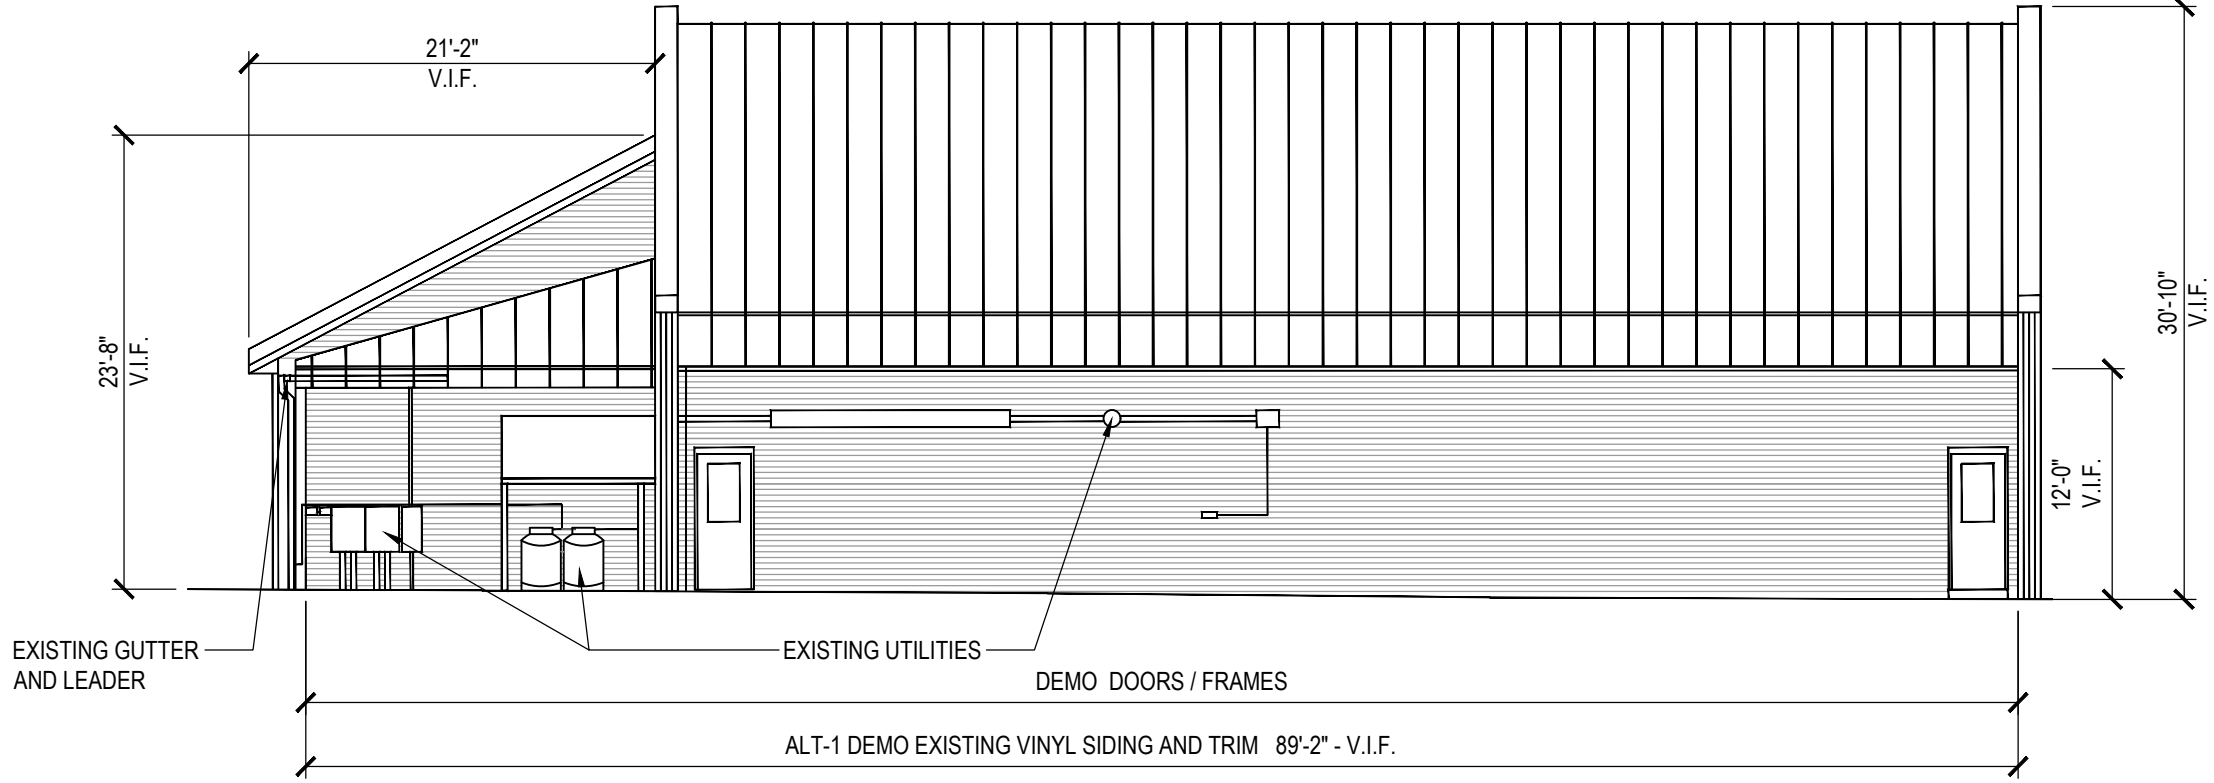 21'-2"
V.I.F.
23'-8"
V.I.F.
30'-10"
V.I.F.
12'-0"
V.I.F.
EXISTING GUTTER
AND LEADER
EXISTING UTILITIES
DEMO DOORS / FRAMES
ALT-1 DEMO EXISTING VINYL SIDING AND TRIM 89'-2" - V.I.F.